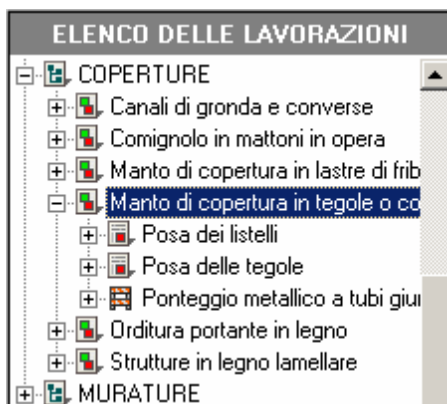 ELENCO DELLE LAVORAZIONI
COPERTURE
Canali di gronda e converse
Comignolo in mattoni in opera
Manto di copertura in lastre di frib
Manto di copertura in tegole o co
Posa dei listelli
Posa delle tegole
Ponteggio metallico a tubi giun
Orditura portante in legno
Strutture in legno lamellare
MURATURE